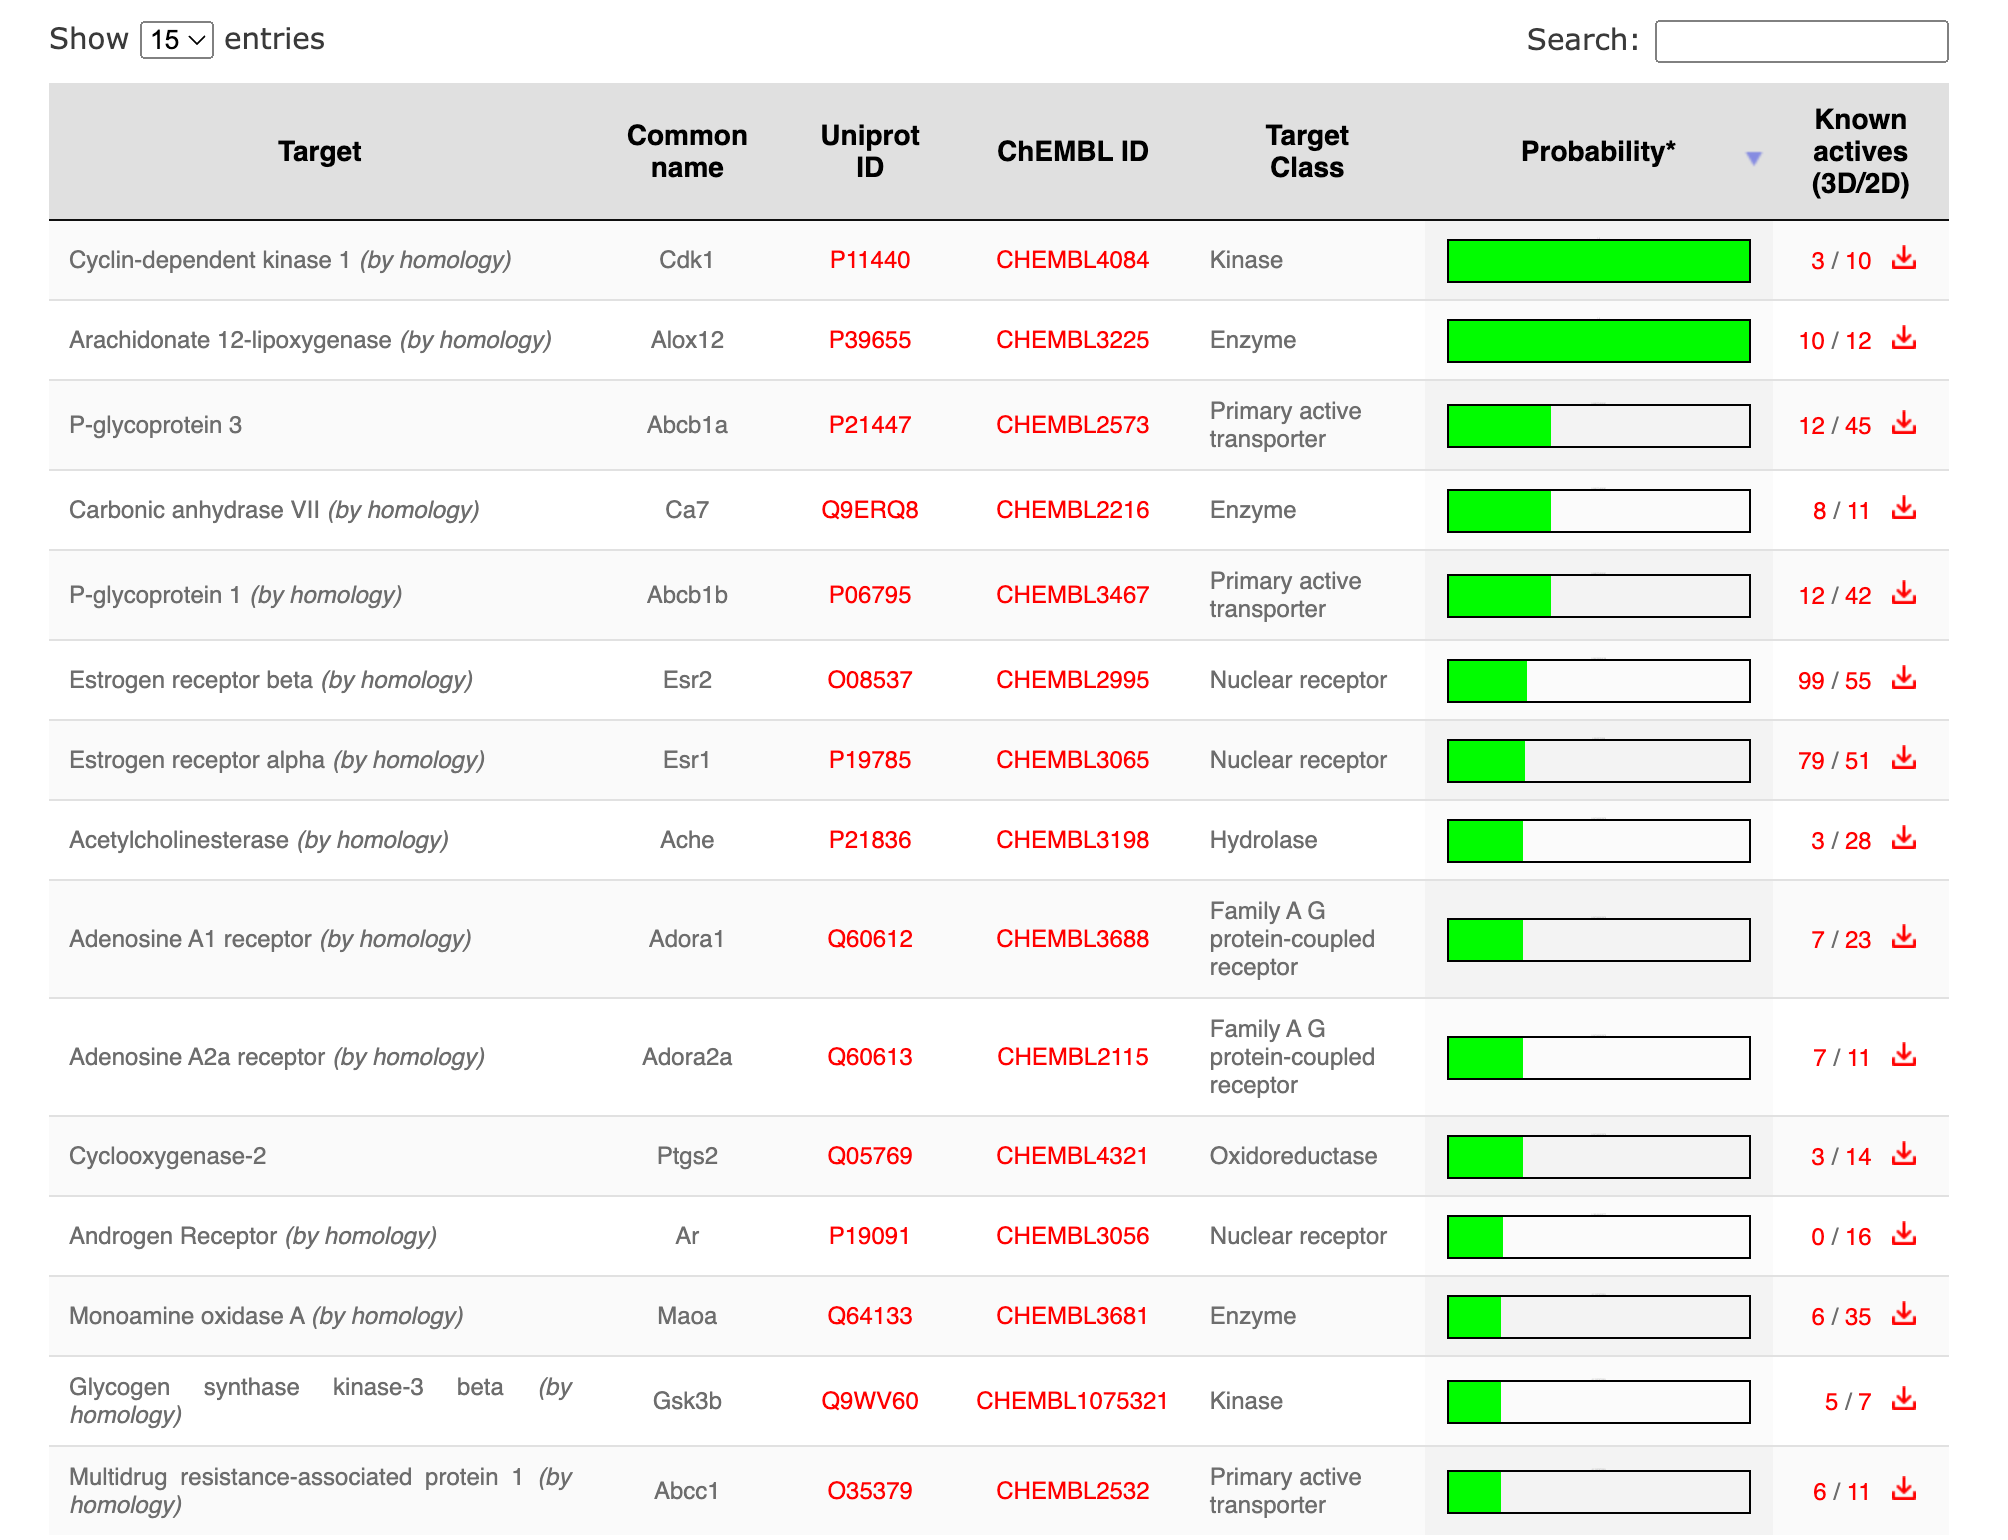 Show 15 entries
Search:
Target Common name Uniprot ID ChEMBL ID Target Class Probability* Known actives (3D/2D)
Cyclin-dependent kinase 1 (by homology) Cdk1 P11440 CHEMBL4084 Kinase 3 / 10
Arachidonate 12-lipoxygenase (by homology) Alox12 P39655 CHEMBL3225 Enzyme 10 / 12
P-glycoprotein 3 Abcb1a P21447 CHEMBL2573 Primary active transporter 12 / 45
Carbonic anhydrase VII (by homology) Ca7 Q9ERQ8 CHEMBL2216 Enzyme 8 / 11
P-glycoprotein 1 (by homology) Abcb1b P06795 CHEMBL3467 Primary active transporter 12 / 42
Estrogen receptor beta (by homology) Esr2 O08537 CHEMBL2995 Nuclear receptor 99 / 55
Estrogen receptor alpha (by homology) Esr1 P19785 CHEMBL3065 Nuclear receptor 79 / 51
Acetylcholinesterase (by homology) Ache P21836 CHEMBL3198 Hydrolase 3 / 28
Adenosine A1 receptor (by homology) Adora1 Q60612 CHEMBL3688 Family A G protein-coupled receptor 7 / 23
Adenosine A2a receptor (by homology) Adora2a Q60613 CHEMBL2115 Family A G protein-coupled receptor 7 / 11
Cyclooxygenase-2 Ptgs2 Q05769 CHEMBL4321 Oxidoreductase 3 / 14
Androgen Receptor (by homology) Ar P19091 CHEMBL3056 Nuclear receptor 0 / 16
Monoamine oxidase A (by homology) Maoa Q64133 CHEMBL3681 Enzyme 6 / 35
Glycogen synthase kinase-3 beta (by homology) Gsk3b Q9WV60 CHEMBL1075321 Kinase 5 / 7
Multidrug resistance-associated protein 1 (by homology) Abcc1 O35379 CHEMBL2532 Primary active transporter 6 / 11